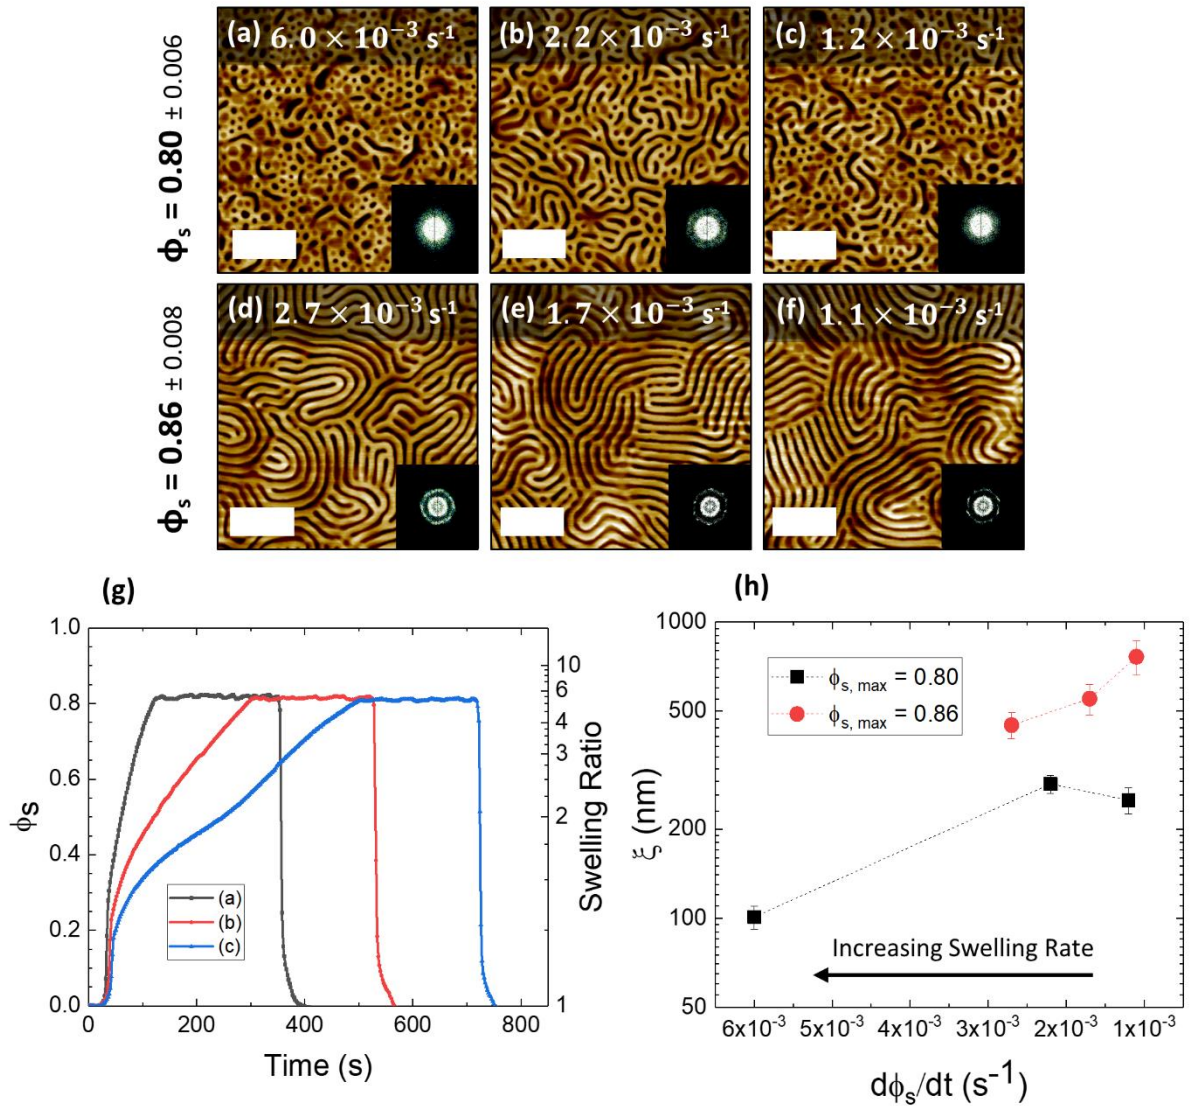 (a) 6.0 × 10⁻³ s⁻¹
(b) 2.2 × 10⁻³ s⁻¹
(c) 1.2 × 10⁻³ s⁻¹
ϕₛ = 0.80 ± 0.006
(d) 2.7 × 10⁻³ s⁻¹
(e) 1.7 × 10⁻³ s⁻¹
(f) 1.1 × 10⁻³ s⁻¹
ϕₛ = 0.86 ± 0.008
(g)
1.0
0.8
0.6
0.4
0.2
0.0
ϕₛ
10
6
5
3
2
1
Swelling Ratio
(a)
(b)
(c)
0
200
400
600
800
Time (s)
(h)
1000
500
200
100
50
ξ (nm)
ϕₛ, ₘₐₓ = 0.80
ϕₛ, ₘₐₓ = 0.86
Increasing Swelling Rate
6x10⁻³
5x10⁻³
4x10⁻³
3x10⁻³
2x10⁻³
1x10⁻³
dϕₛ/dt (s⁻¹)